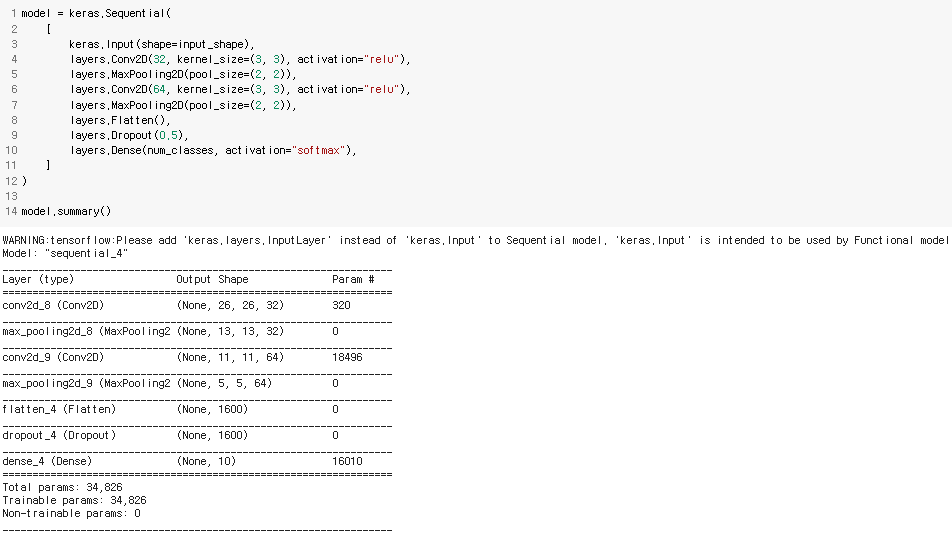 1 model = keras.Sequential(
2     [
3         keras.Input(shape=input_shape),
4         layers.Conv2D(32, kernel_size=(3, 3), activation="relu"),
5         layers.MaxPooling2D(pool_size=(2, 2)),
6         layers.Conv2D(64, kernel_size=(3, 3), activation="relu"),
7         layers.MaxPooling2D(pool_size=(2, 2)),
8         layers.Flatten(),
9         layers.Dropout(0.5),
10         layers.Dense(num_classes, activation="softmax"),
11     ]
12 )
13
14 model.summary()
WARNING:tensorflow:Please add 'keras.layers.InputLayer' instead of 'keras.Input' to Sequential model. 'keras.Input' is intended to be used by Functional model
Model: "sequential_4"
_________________________________________________________________
Layer (type)                 Output Shape              Param #
=================================================================
conv2d_8 (Conv2D)            (None, 26, 26, 32)        320
_________________________________________________________________
max_pooling2d_8 (MaxPooling2 (None, 13, 13, 32)        0
_________________________________________________________________
conv2d_9 (Conv2D)            (None, 11, 11, 64)        18496
_________________________________________________________________
max_pooling2d_9 (MaxPooling2 (None, 5, 5, 64)          0
_________________________________________________________________
flatten_4 (Flatten)          (None, 1600)              0
_________________________________________________________________
dropout_4 (Dropout)          (None, 1600)              0
_________________________________________________________________
dense_4 (Dense)              (None, 10)                16010
=================================================================
Total params: 34,826
Trainable params: 34,826
Non-trainable params: 0
_________________________________________________________________